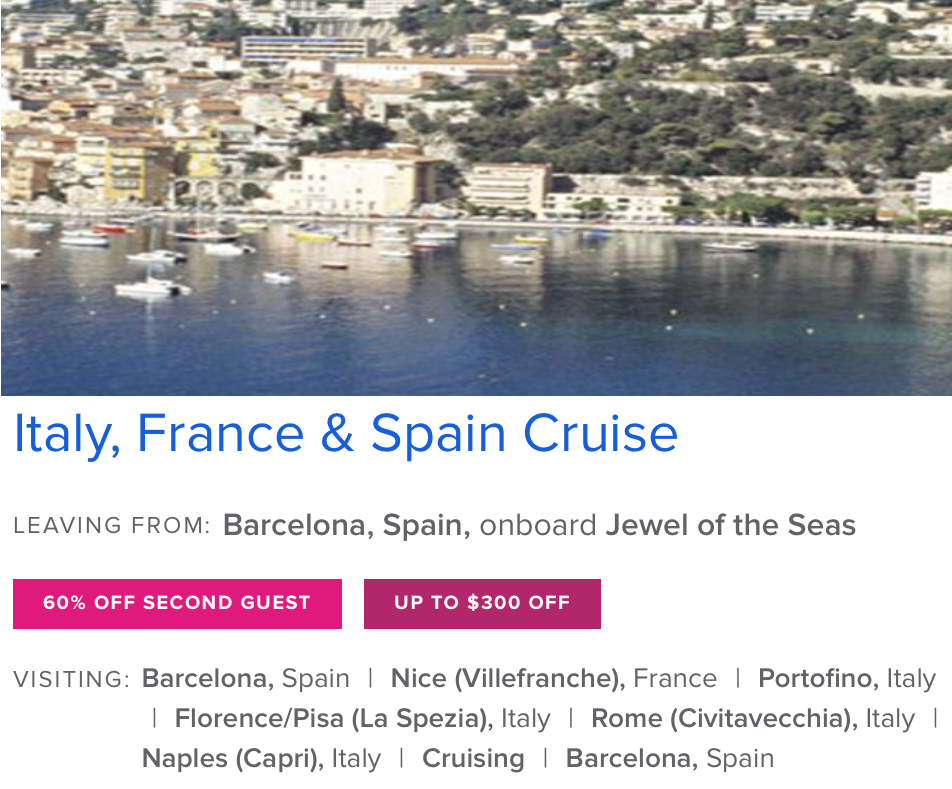 Italy, France & Spain Cruise
LEAVING FROM: Barcelona, Spain, onboard Jewel of the Seas
60% OFF SECOND GUEST UP TO $300 OFF
VISITING: Barcelona, Spain | Nice (Villefranche), France | Portofino, Italy
| Florence/Pisa (La Spezia), Italy | Rome (Civitavecchia), Italy |
Naples (Capri), Italy | Cruising | Barcelona, Spain